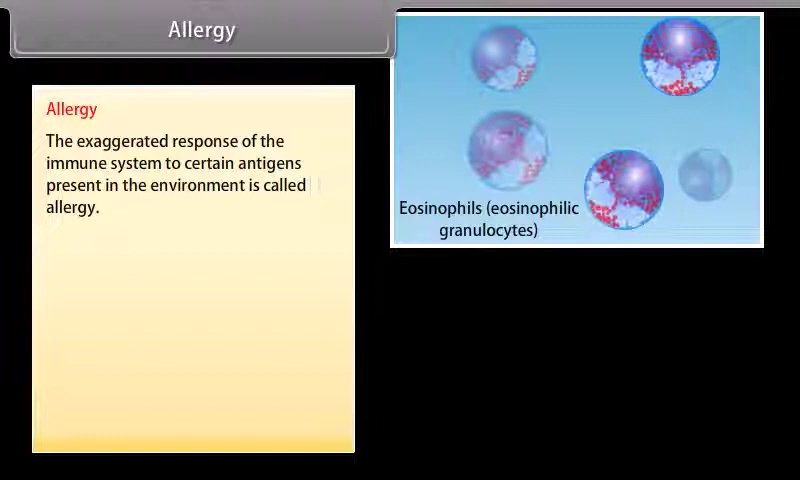 Allergy
Allergy
The exaggerated response of the
immune system to certain antigens
present in the environment is called
allergy.
Eosinophils (eosinophilic
granulocytes)